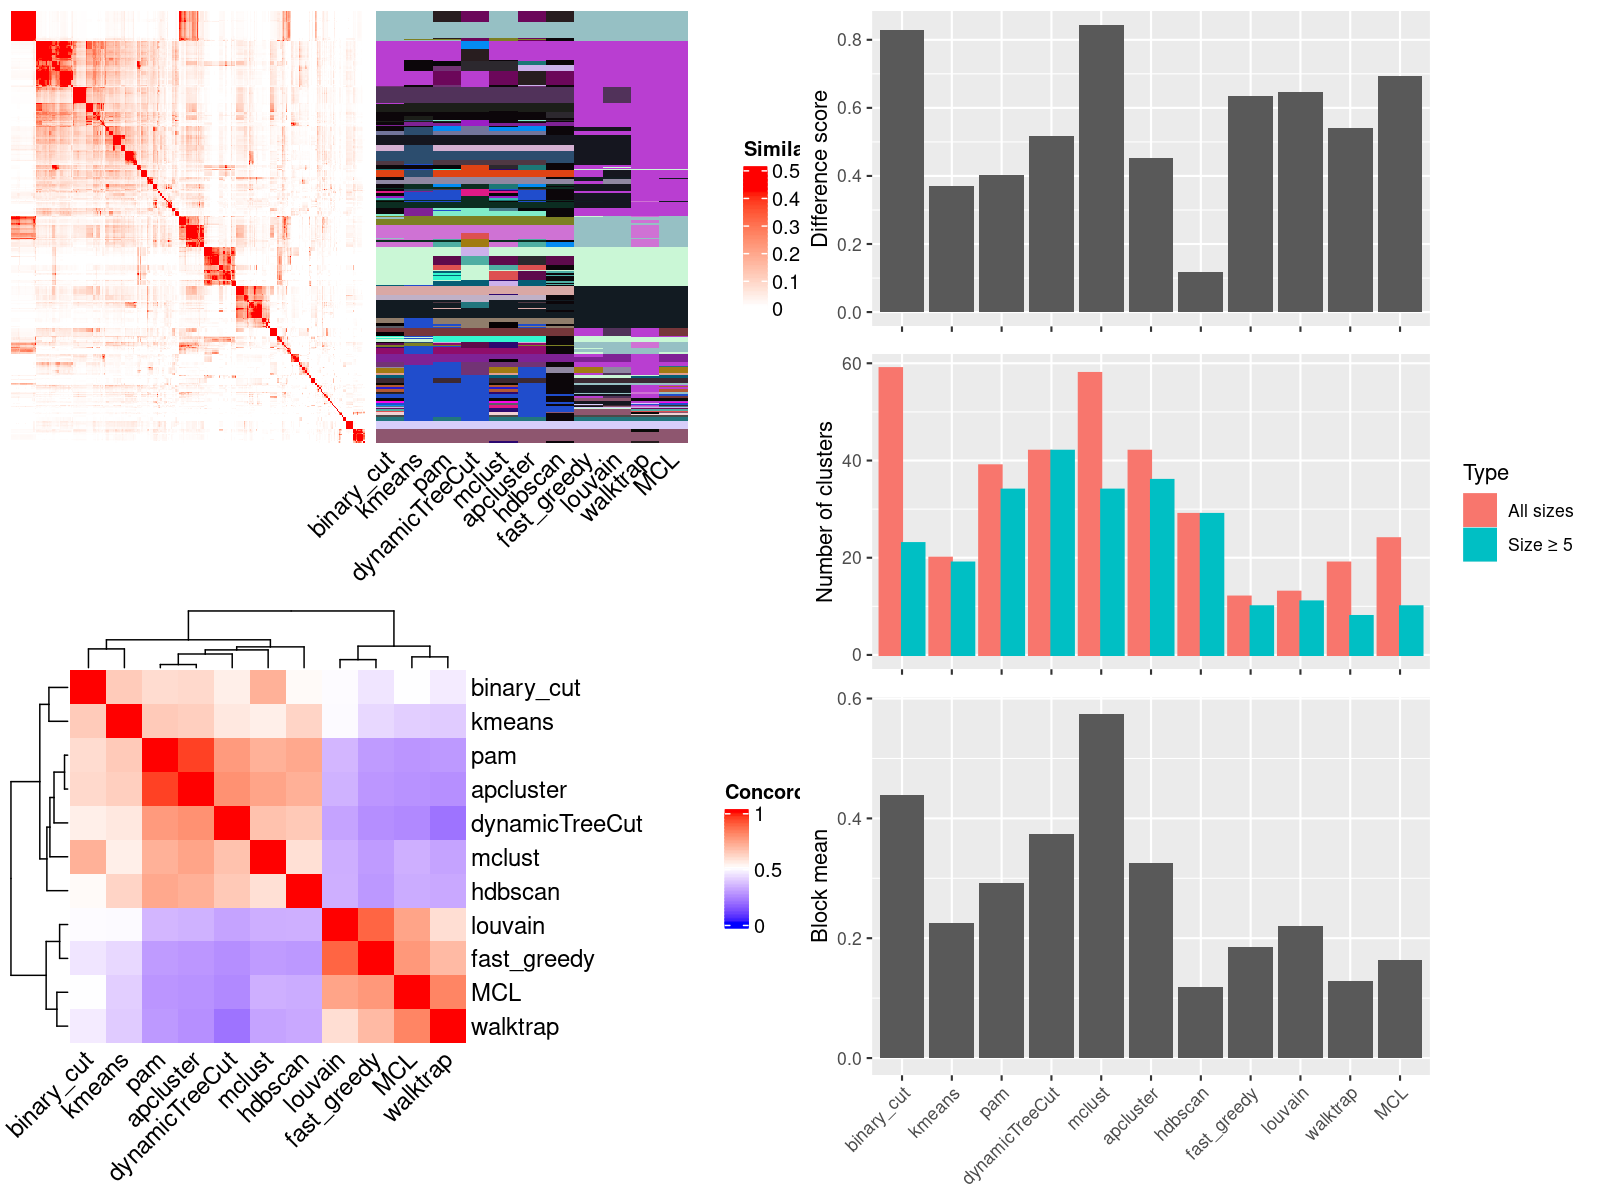 Simila
0.5
0.4
0.3
0.2
0.1
0
binary_cut
kmeans
pam
dynamicTreeCut
mclust
apcluster
hdbscan
fast_greedy
louvain
walktrap
MCL
binary_cut
kmeans
pam
apcluster
dynamicTreeCut
mclust
hdbscan
louvain
fast_greedy
MCL
walktrap
binary_cut
kmeans
pam
apcluster
dynamicTreeCut
mclust
hdbscan
louvain
fast_greedy
MCL
walktrap
Concord
1
0.5
0
Difference score
0.8
0.6
0.4
0.2
0.0
Number of clusters
60
40
20
0
Type
All sizes
Size ≥ 5
Block mean
0.6
0.4
0.2
0.0
binary_cut
kmeans
pam
dynamicTreeCut
mclust
apcluster
hdbscan
fast_greedy
louvain
walktrap
MCL